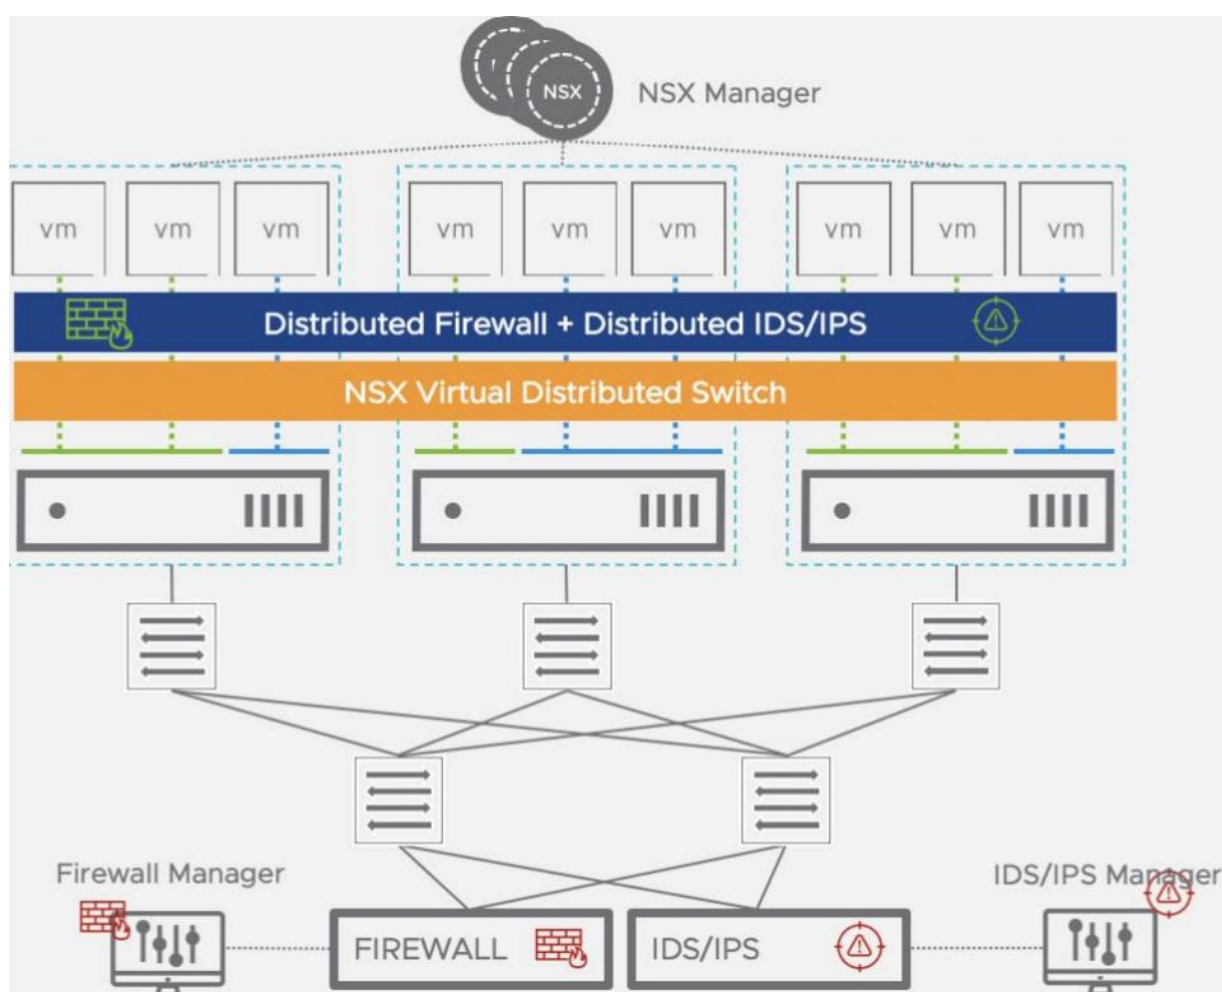 NSX
NSX Manager
vm vm vm vm vm vm vm vm vm
Distributed Firewall + Distributed IDS/IPS
NSX Virtual Distributed Switch
Firewall Manager
IDS/IPS Manager
FIREWALL
IDS/IPS